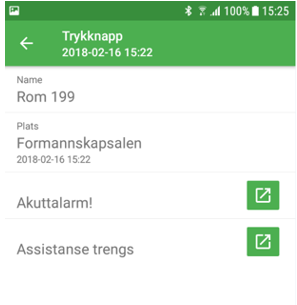 100% 15:25
Trykknapp
2018-02-16 15:22
Name
Rom 199
Plats
Formannskapsalen
2018-02-16 15:22
Akuttalarm!
Assistanse trengs